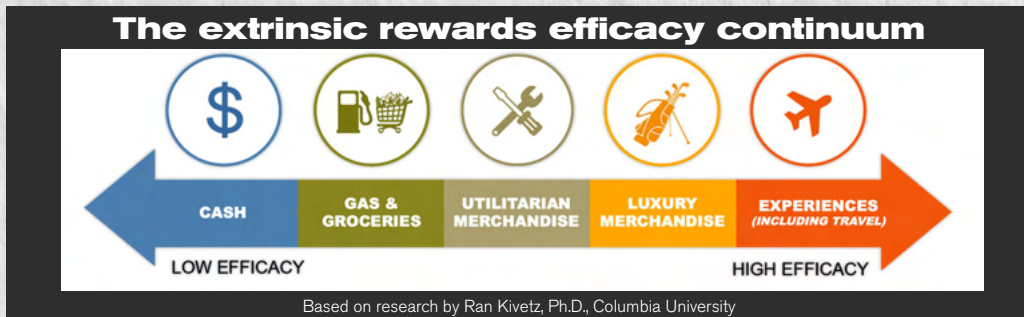 The extrinsic rewards efficacy continuum
$
CASH
GAS &
GROCERIES
UTILITARIAN
MERCHANDISE
LUXURY
MERCHANDISE
EXPERIENCES
(INCLUDING TRAVEL)
LOW EFFICACY
HIGH EFFICACY
Based on research by Ran Kivetz, Ph.D., Columbia University